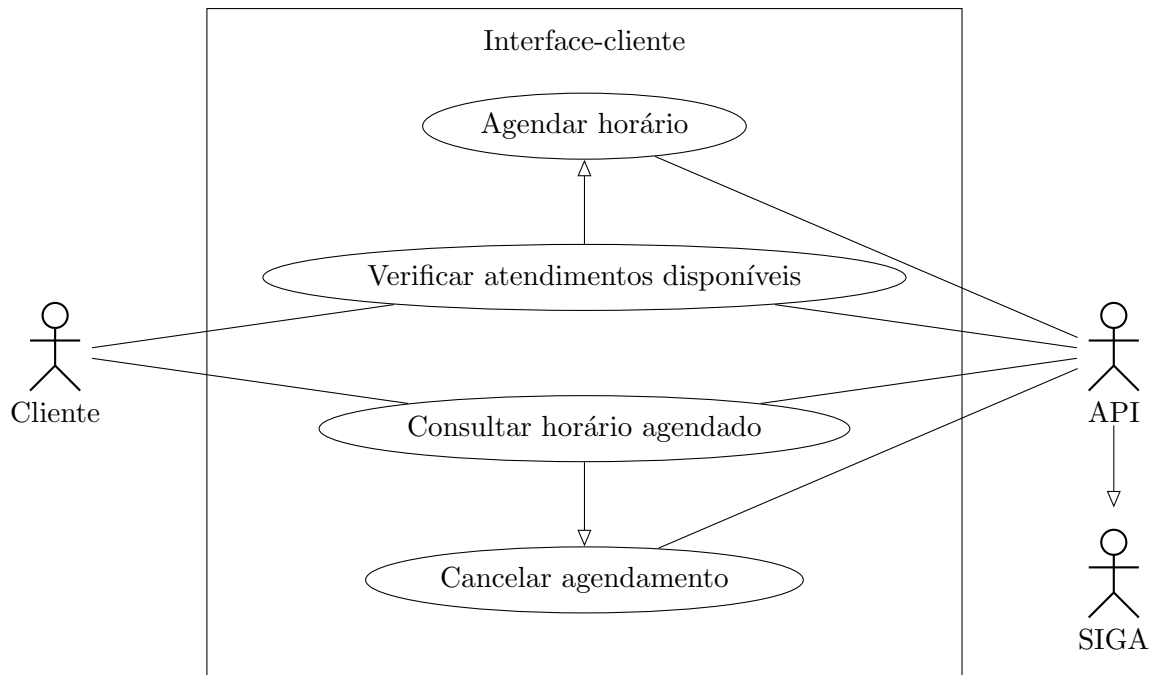 Interface-cliente
Agendar horário
Verificar atendimentos disponíveis
Cliente
API
Consultar horário agendado
Cancelar agendamento
SIGA